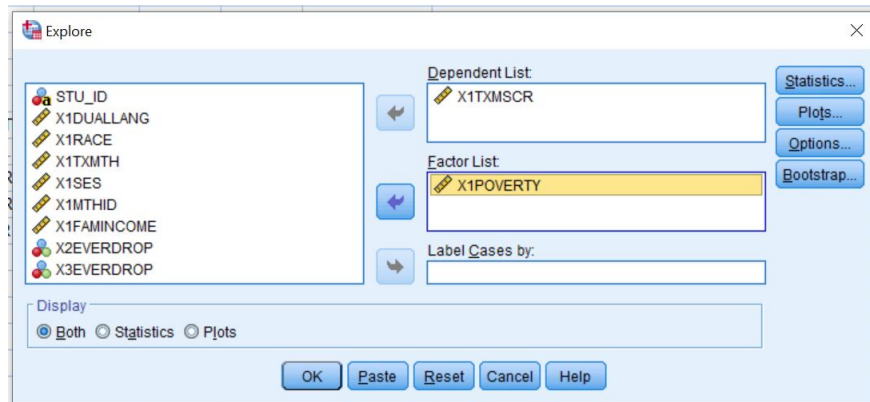 Explore
STU_ID
X1DUALLANG
X1RACE
X1TXMTH
X1SES
X1MTHID
X1FAMINCOME
X2EVERDROP
X3EVERDROP
Dependent List:
X1TXMSCR
Factor List:
X1POVERTY
Label Cases by:
Statistics...
Plots...
Options...
Bootstrap...
Display
Both Statistics Plots
OK Paste Reset Cancel Help